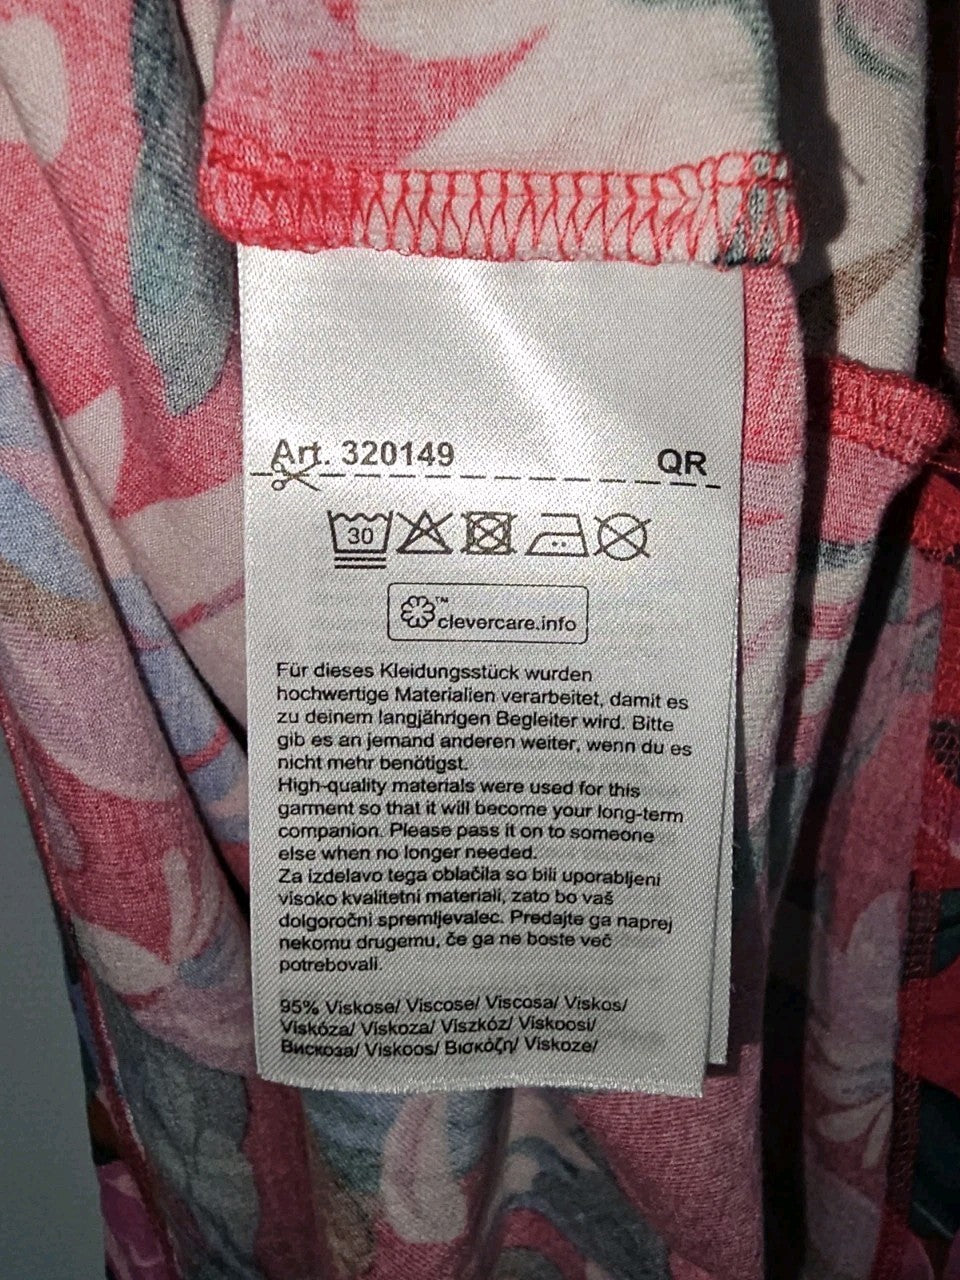 Art. 320149 QR
30
™ clevercare.info
Für dieses Kleidungsstück wurden
hochwertige Materialien verarbeitet, damit es
zu deinem langjährigen Begleiter wird. Bitte
gib es an jemand anderen weiter, wenn du es
nicht mehr benötigst.
High-quality materials were used for this
garment so that it will become your long-term
companion. Please pass it on to someone
else when no longer needed.
Za izdelavo tega oblačila so bili uporabljeni
visoko kvalitetni materiali, zato bo vaš
dolgoročni spremljevalec. Predajte ga naprej
nekomu drugemu, če ga ne boste več
potrebovali.
95% Viskose/ Viscose/ Viscosa/ Viskos/
Viskóza/ Viskoza/ Viszkóz/ Viskoosi/
Вискоза/ Viskoos/ Βισκόζη/ Viskoze/